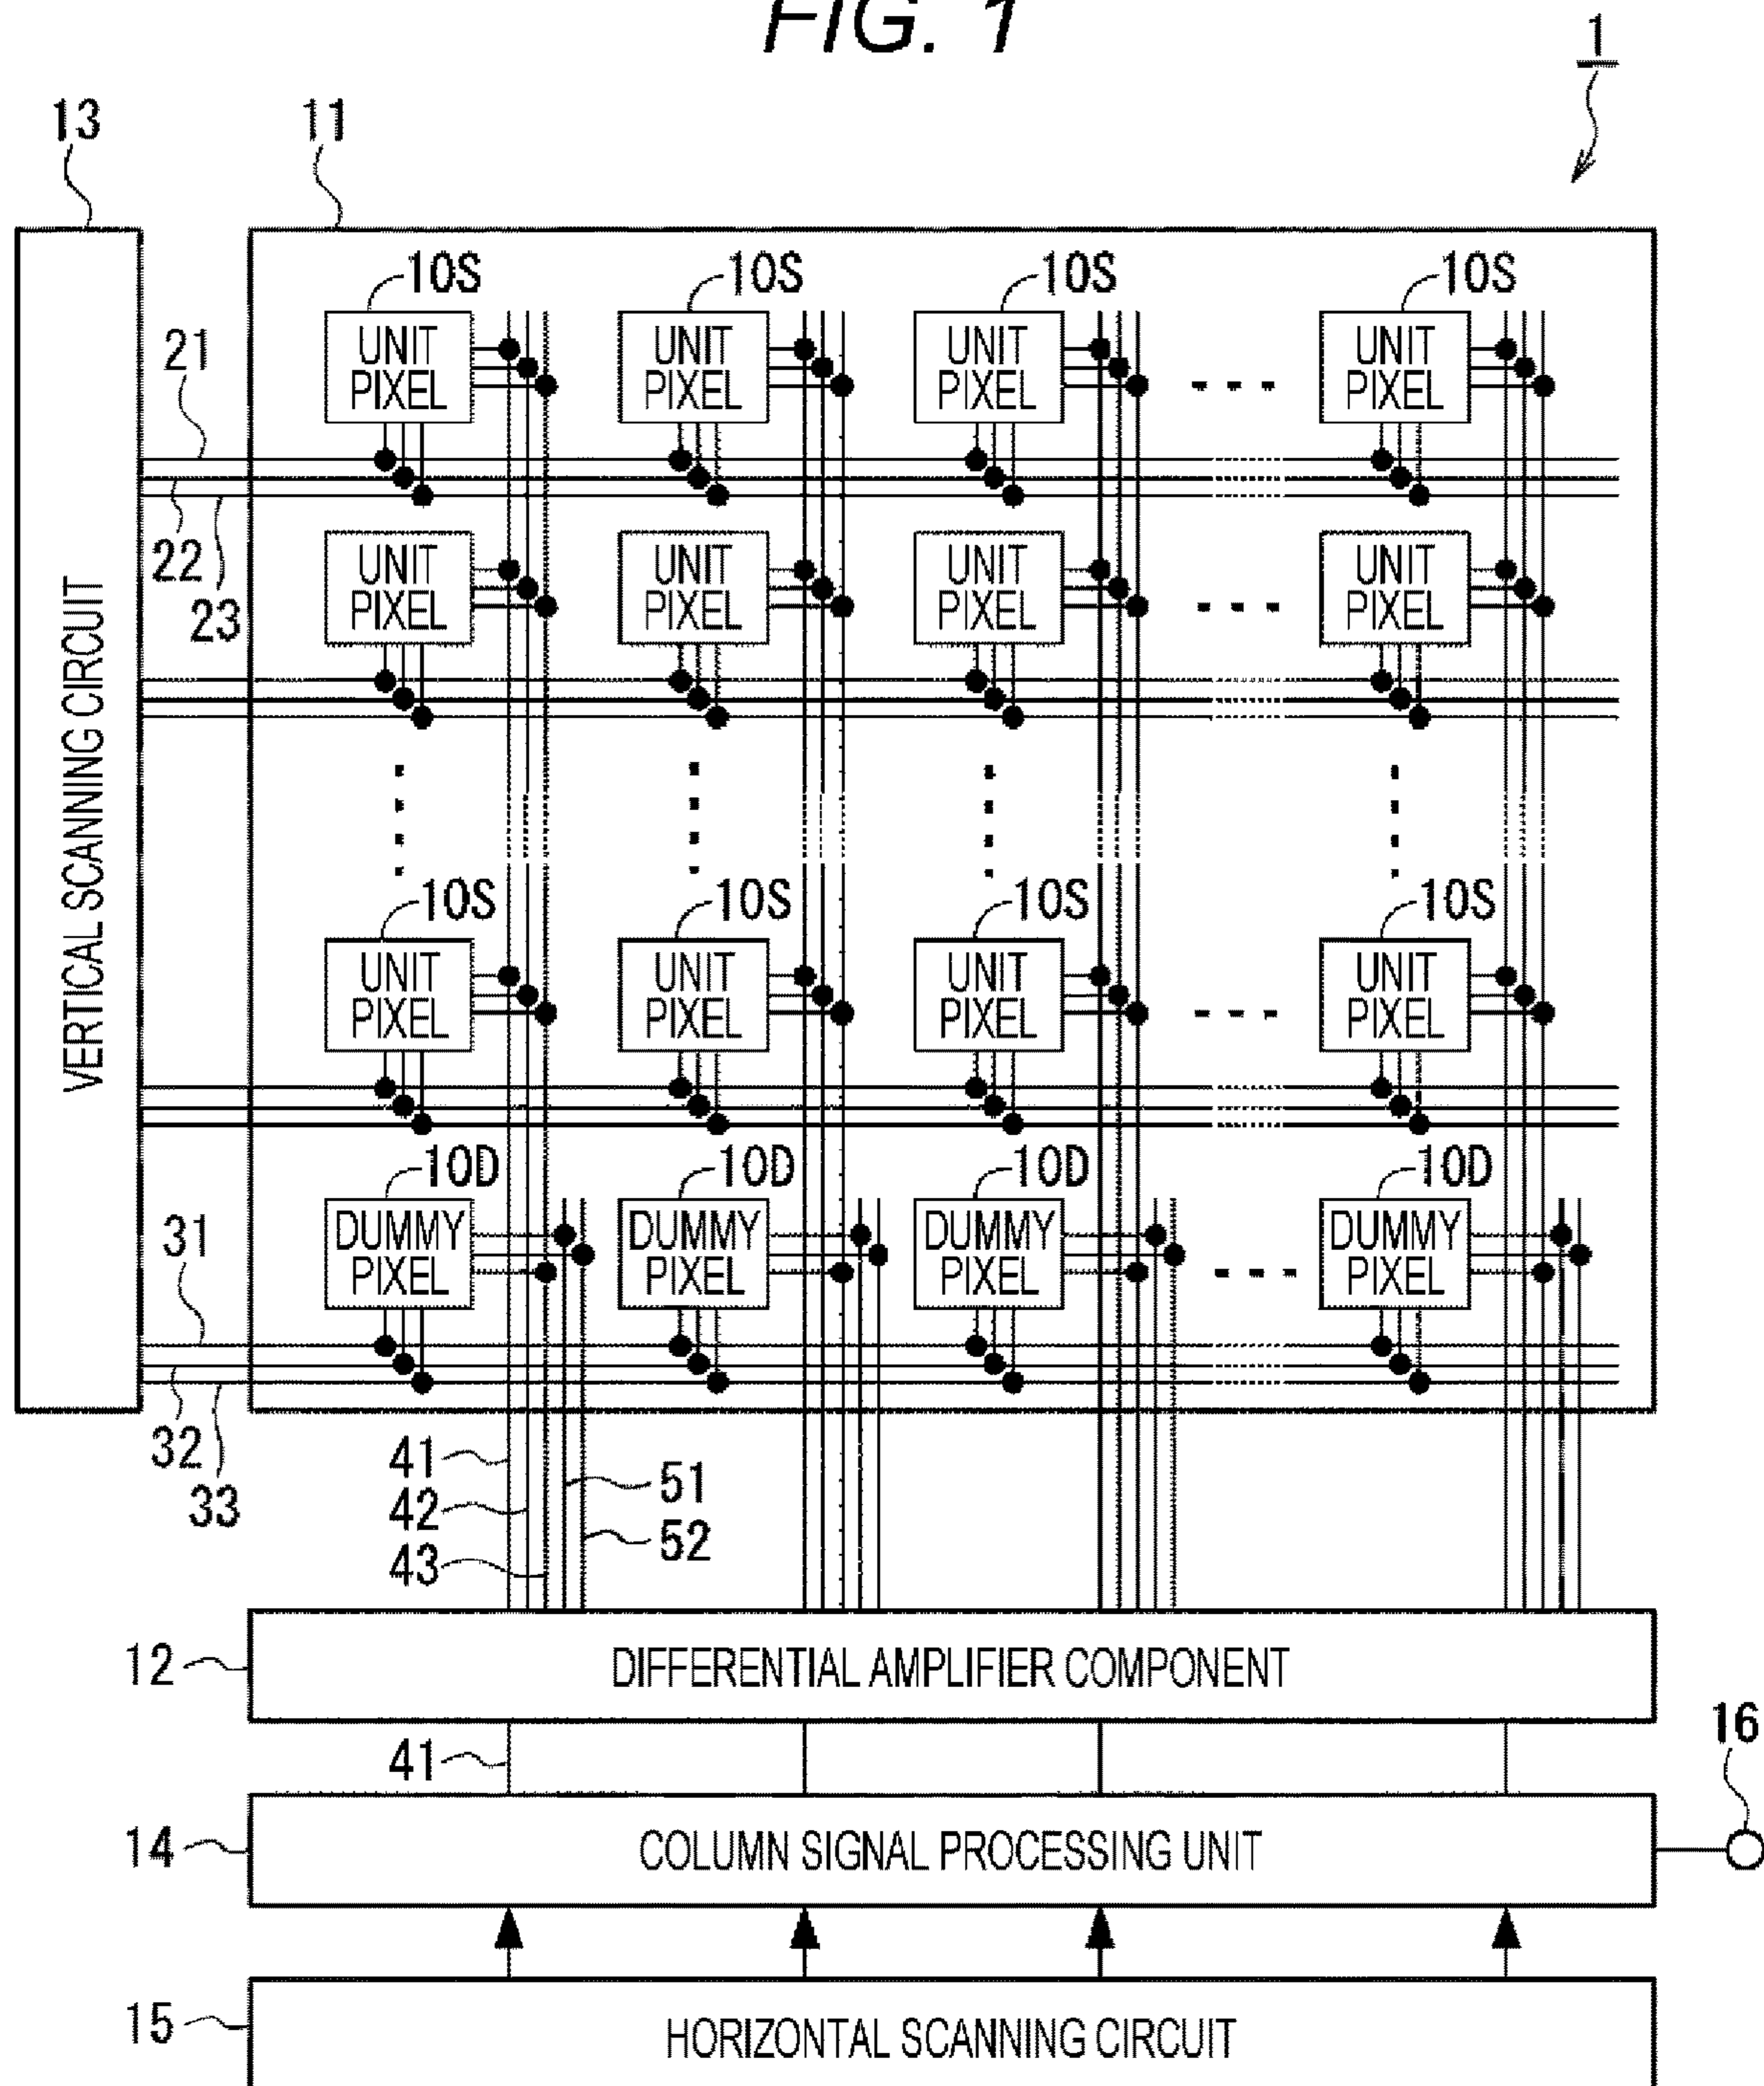 FIG. 1
1
13
11
10S 10S 10S 10S
UNIT PIXEL UNIT PIXEL UNIT PIXEL UNIT PIXEL
21
22
23
UNIT PIXEL UNIT PIXEL UNIT PIXEL UNIT PIXEL
VERTICAL SCANNING CIRCUIT
10S 10S 10S 10S
UNIT PIXEL UNIT PIXEL UNIT PIXEL UNIT PIXEL
10D 10D 10D 10D
DUMMY PIXEL DUMMY PIXEL DUMMY PIXEL DUMMY PIXEL
31
32
33
41
42
43
51
52
12
DIFFERENTIAL AMPLIFIER COMPONENT
41
16
14
COLUMN SIGNAL PROCESSING UNIT
15
HORIZONTAL SCANNING CIRCUIT